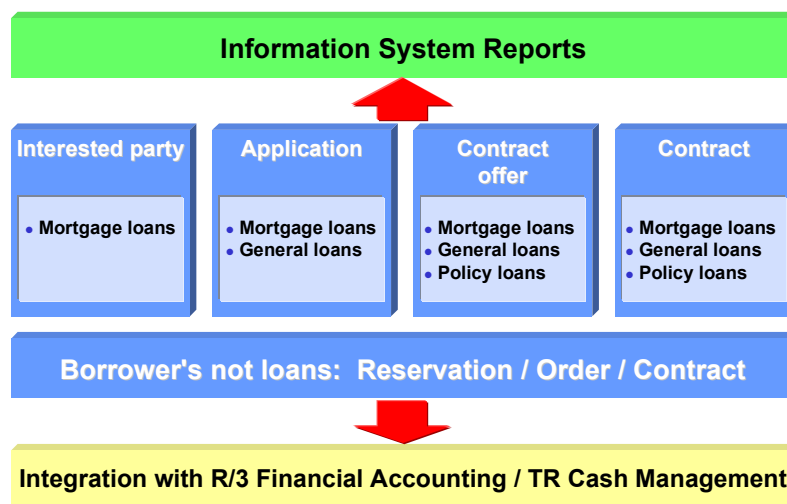 Information System Reports
Interested party
• Mortgage loans
Application
• Mortgage loans
• General loans
Contract
offer
• Mortgage loans
• General loans
• Policy loans
Contract
• Mortgage loans
• General loans
• Policy loans
Borrower's not loans: Reservation / Order / Contract
Integration with R/3 Financial Accounting / TR Cash Management